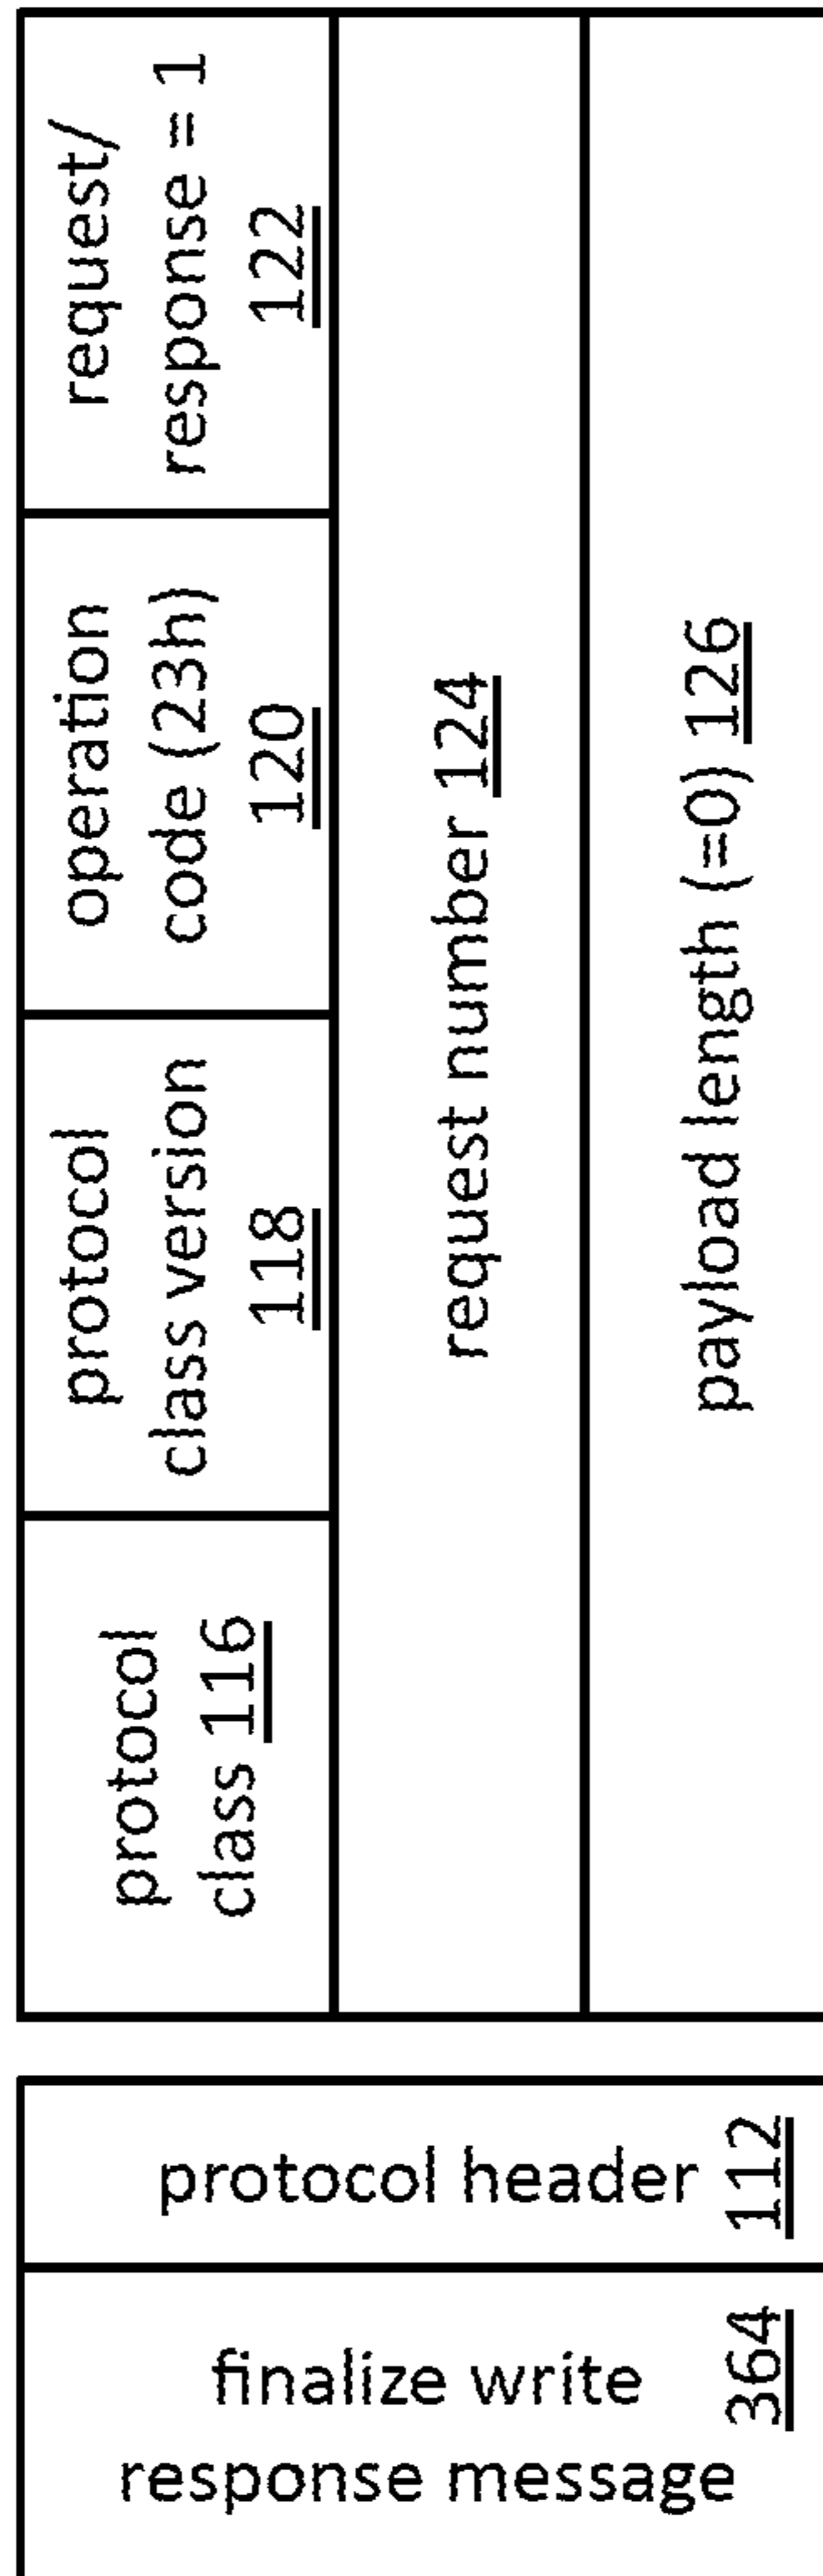 finalize write
response message
364
protocol header 112
protocol
class 116
protocol
class version
118
operation
code (23h)
120
request/
response = 1
122
request number 124
payload length (=0) 126